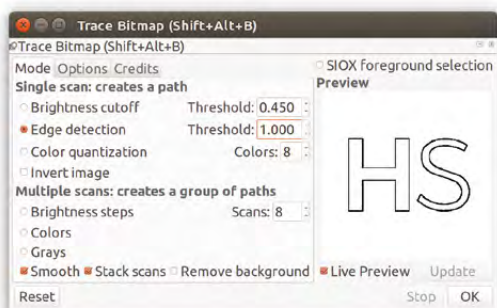 Trace Bitmap (Shift+Alt+B)
Trace Bitmap (Shift+Alt+B)
Mode Options Credits
Single scan: creates a path
Brightness cutoff Threshold: 0.450
Edge detection Threshold: 1.000
Color quantization Colors: 8
Invert image
Multiple scans: creates a group of paths
Brightness steps Scans: 8
Colors
Grays
Smooth Stack scans Remove background
SIOX foreground selection
Preview
HS
Live Preview Update
Reset Stop OK